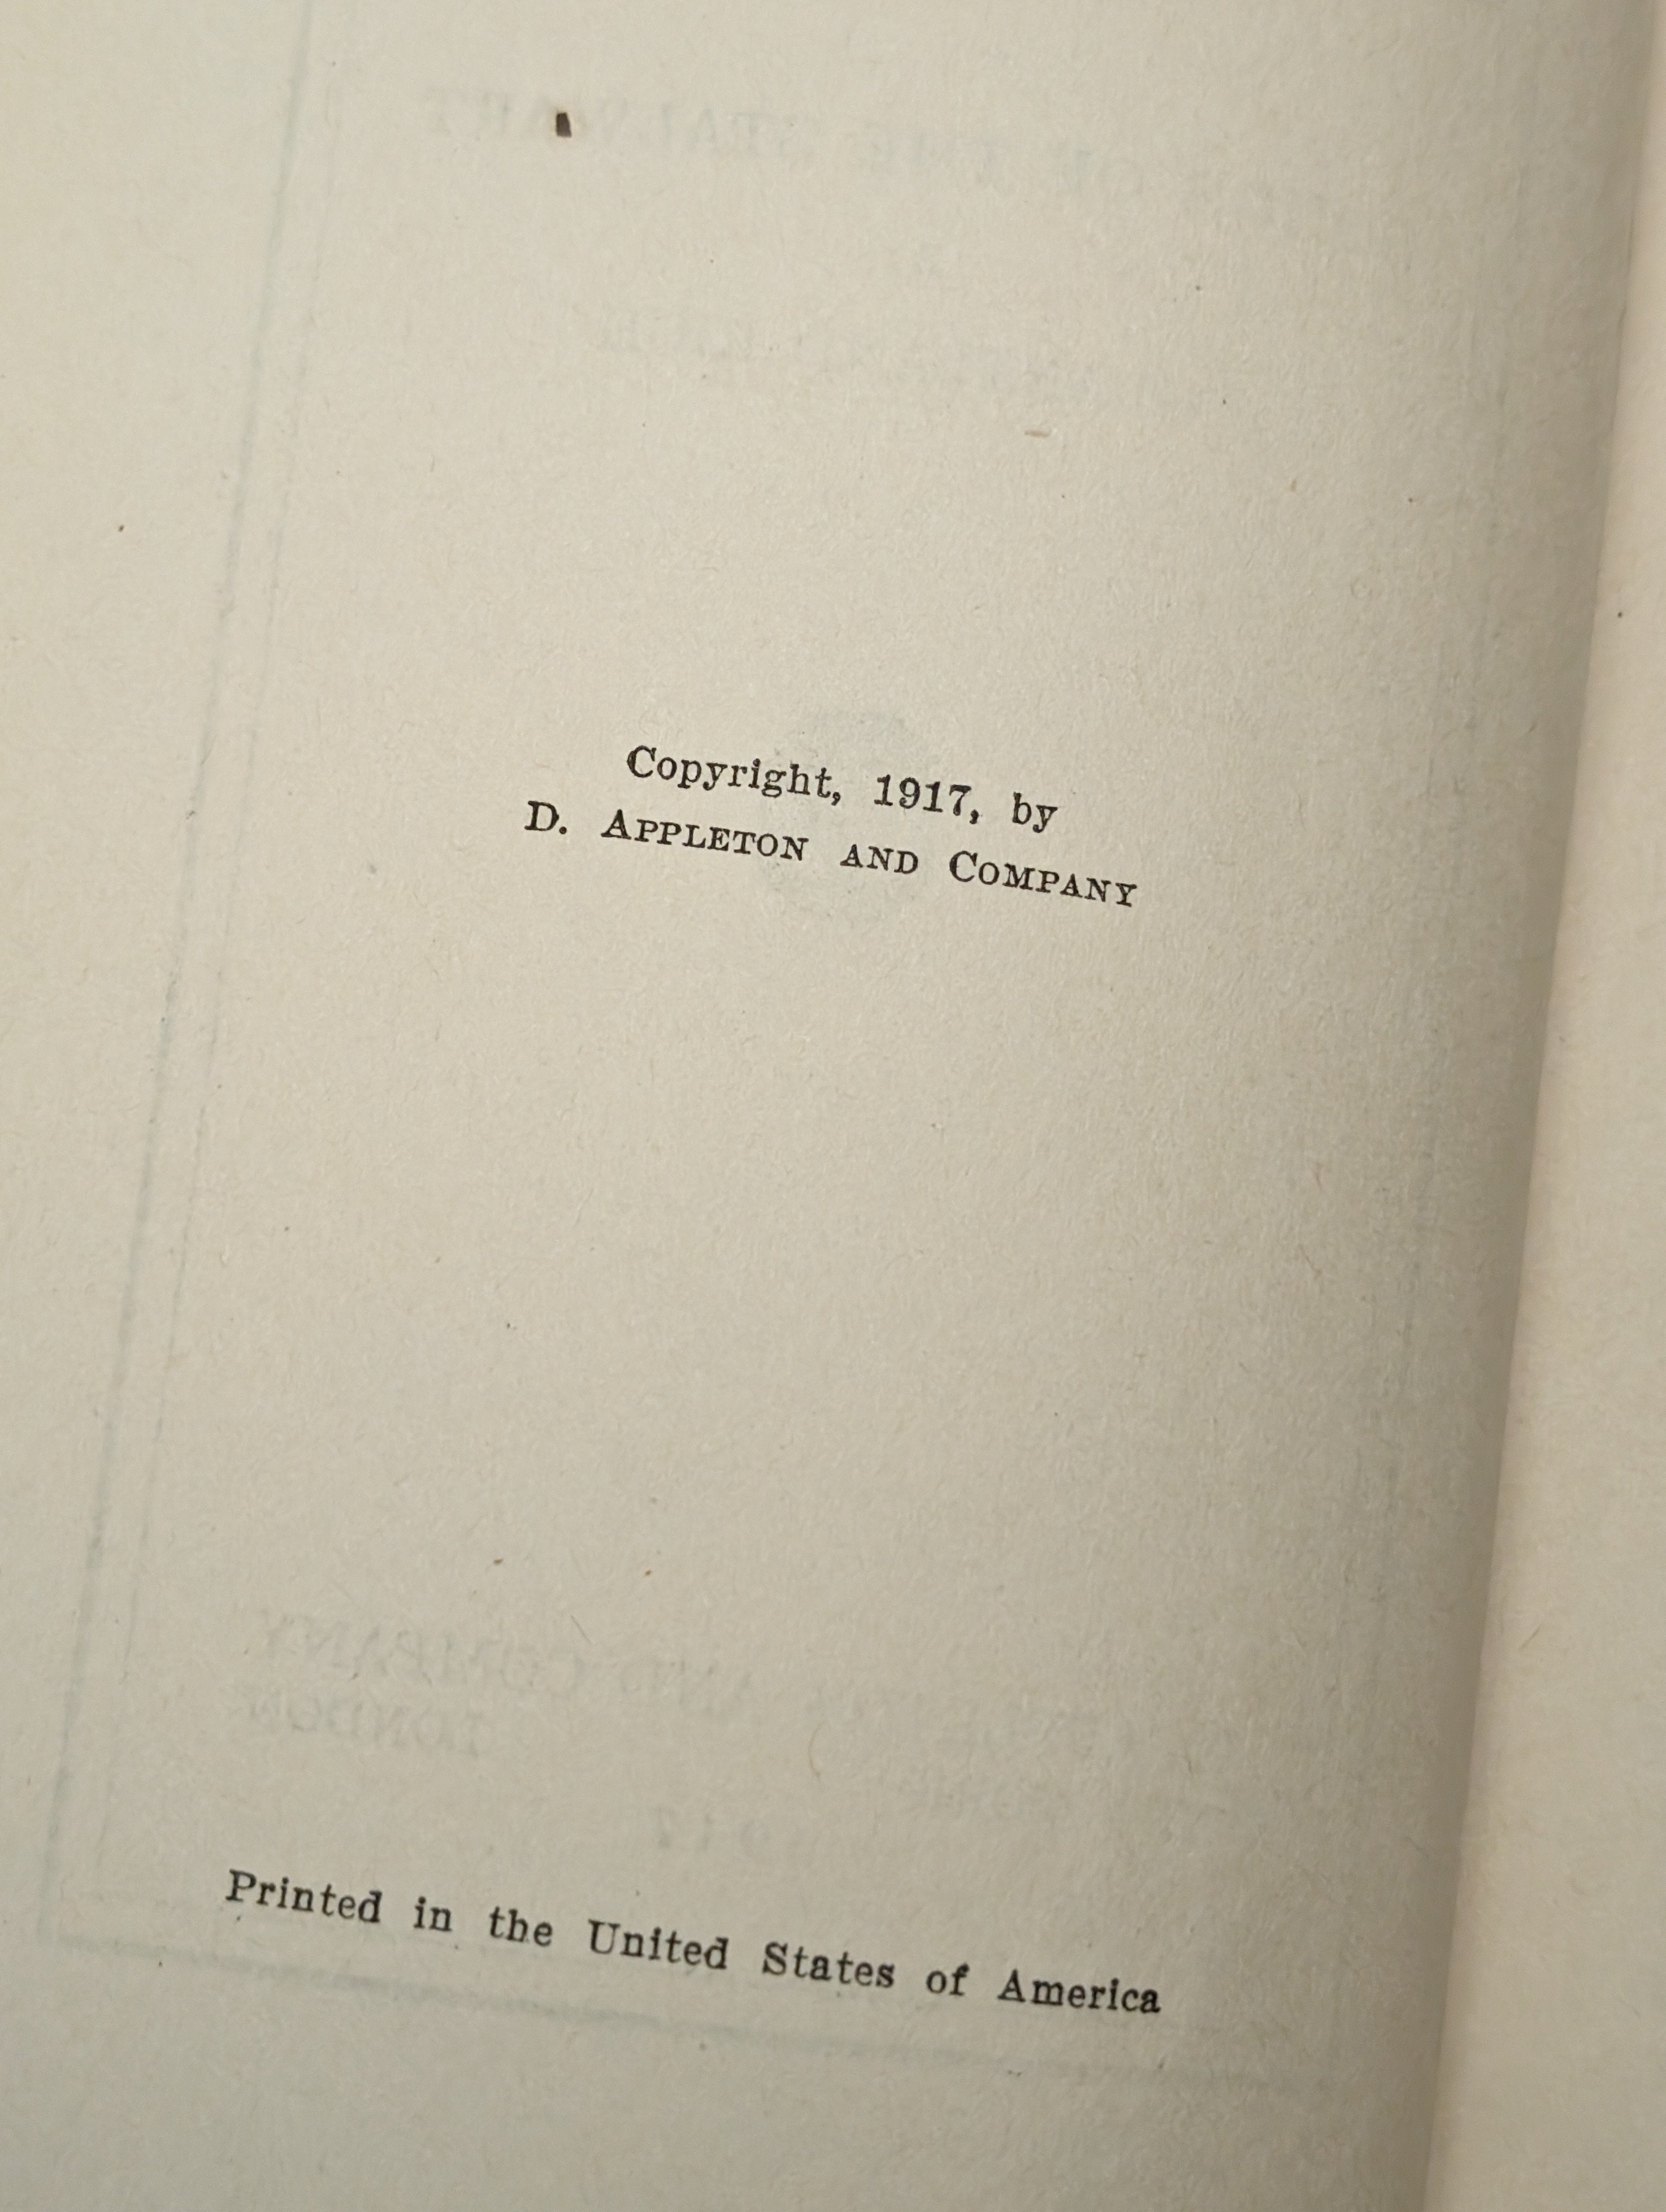 Copyright, 1917, by
D. APPLETON AND COMPANY
Printed in the United States of America